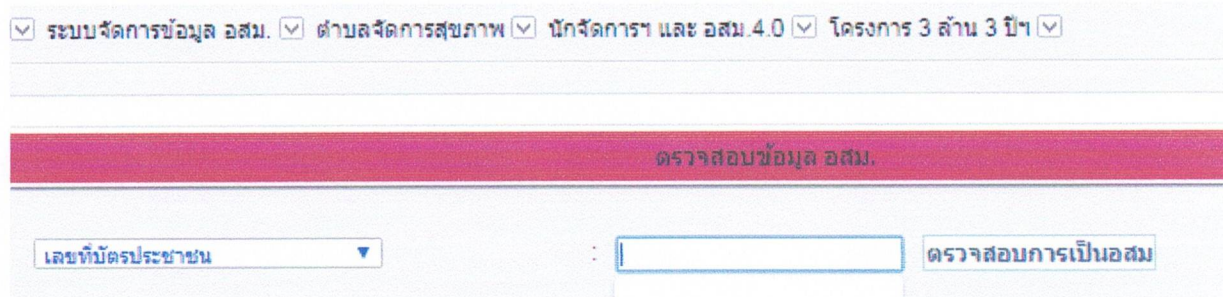 ระบบจัดการข้อมูล อสม. ตำบลจัดการสุขภาพ นักจัดการฯ และ อสม.4.0 โครงการ 3 ล้าน 3 ปีฯ
ตรวจสอบข้อมูล อสม.
เลขที่บัตรประชาชน : ตรวจสอบการเป็นอสม